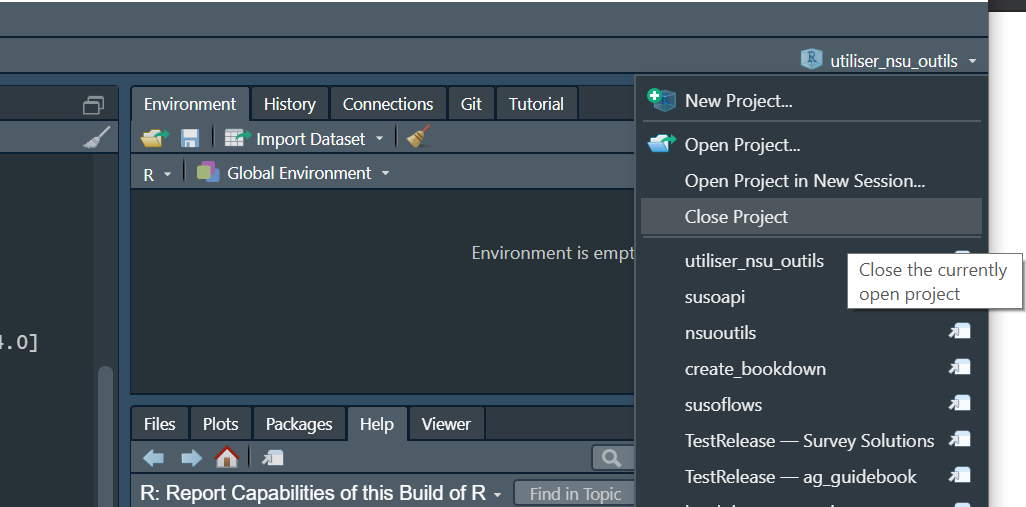 utiliser_nsu_outils
Environment History Connections Git Tutorial
New Project...
Import Dataset
Open Project...
R Global Environment
Open Project in New Session...
Close Project
Environment is empt
utiliser_nsu_outils
Close the currently
open project
susoapi
nsuoutils
4.0]
create_bookdown
susoflows
Files Plots Packages Help Viewer
TestRelease — Survey Solutions
TestRelease — ag_guidebook
R: Report Capabilities of this Build of R
Find in Topic